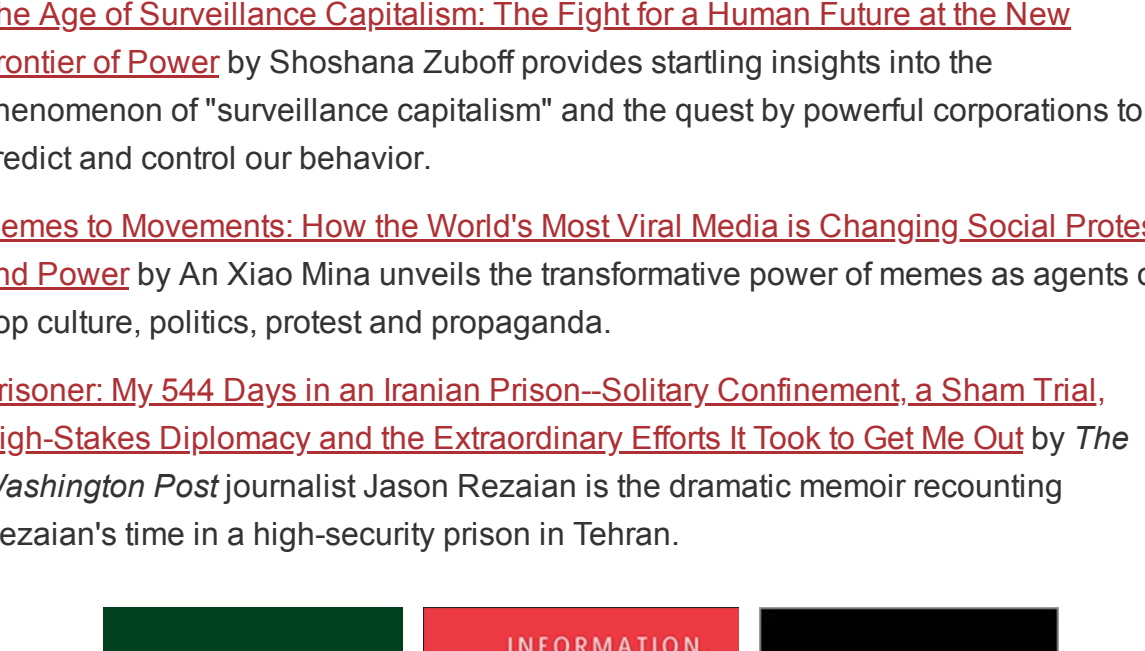 he Age of Surveillance Capitalism: The Fight for a Human Future at the New
rontier of Power by Shoshana Zuboff provides startling insights into the
henomenon of "surveillance capitalism" and the quest by powerful corporations to
redict and control our behavior.
emes to Movements: How the World's Most Viral Media is Changing Social Protes
nd Power by An Xiao Mina unveils the transformative power of memes as agents o
op culture, politics, protest and propaganda.
risoner: My 544 Days in an Iranian Prison--Solitary Confinement, a Sham Trial,
igh-Stakes Diplomacy and the Extraordinary Efforts It Took to Get Me Out by The
Washington Post journalist Jason Rezaian is the dramatic memoir recounting
ezaian's time in a high-security prison in Tehran.
INFORMATION